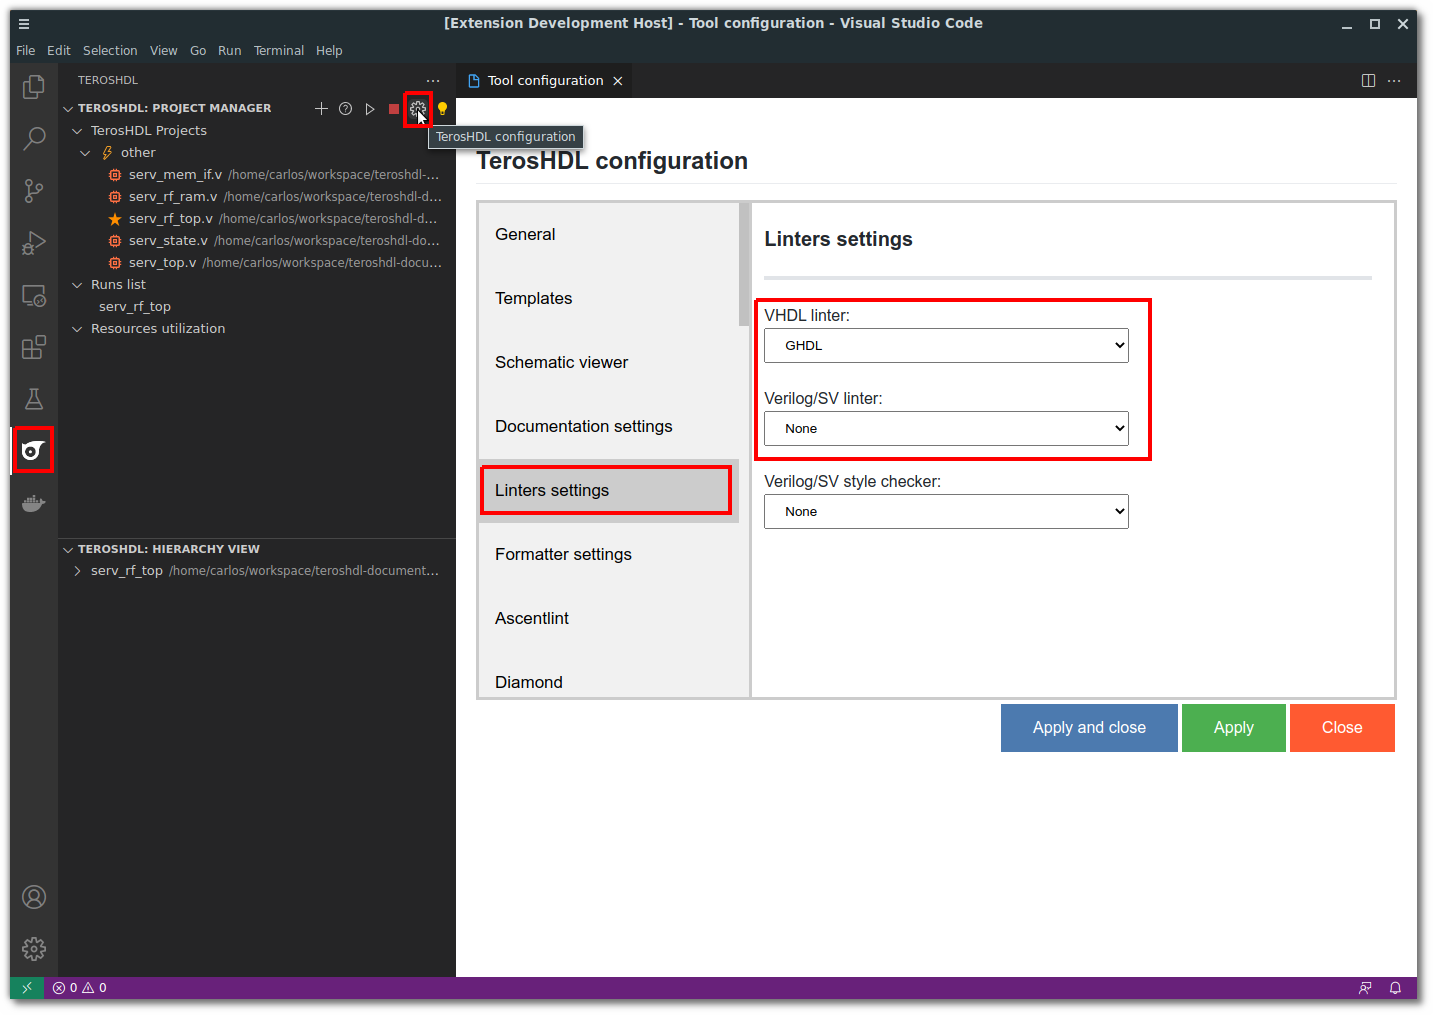 [Extension Development Host] - Tool configuration - Visual Studio Code
File Edit Selection View Go Run Terminal Help
TEROSHDL
Tool configuration
TEROSHDL: PROJECT MANAGER
TerosHDL configuration
TerosHDL Projects
other
serv_mem_if.v /home/carlos/workspace/teroshdl-...
serv_rf_ram.v /home/carlos/workspace/teroshdl-d...
serv_rf_top.v /home/carlos/workspace/teroshdl-d...
serv_state.v /home/carlos/workspace/teroshdl-do...
serv_top.v /home/carlos/workspace/teroshdl-docu...
Runs list
serv_rf_top
Resources utilization
TEROSHDL: HIERARCHY VIEW
serv_rf_top /home/carlos/workspace/teroshdl-document...
TerosHDL configuration
General
Templates
Schematic viewer
Documentation settings
Linters settings
Formatter settings
Ascentlint
Diamond
Linters settings
VHDL linter:
GHDL
Verilog/SV linter:
None
Verilog/SV style checker:
None
Apply and close
Apply
Close
0 0